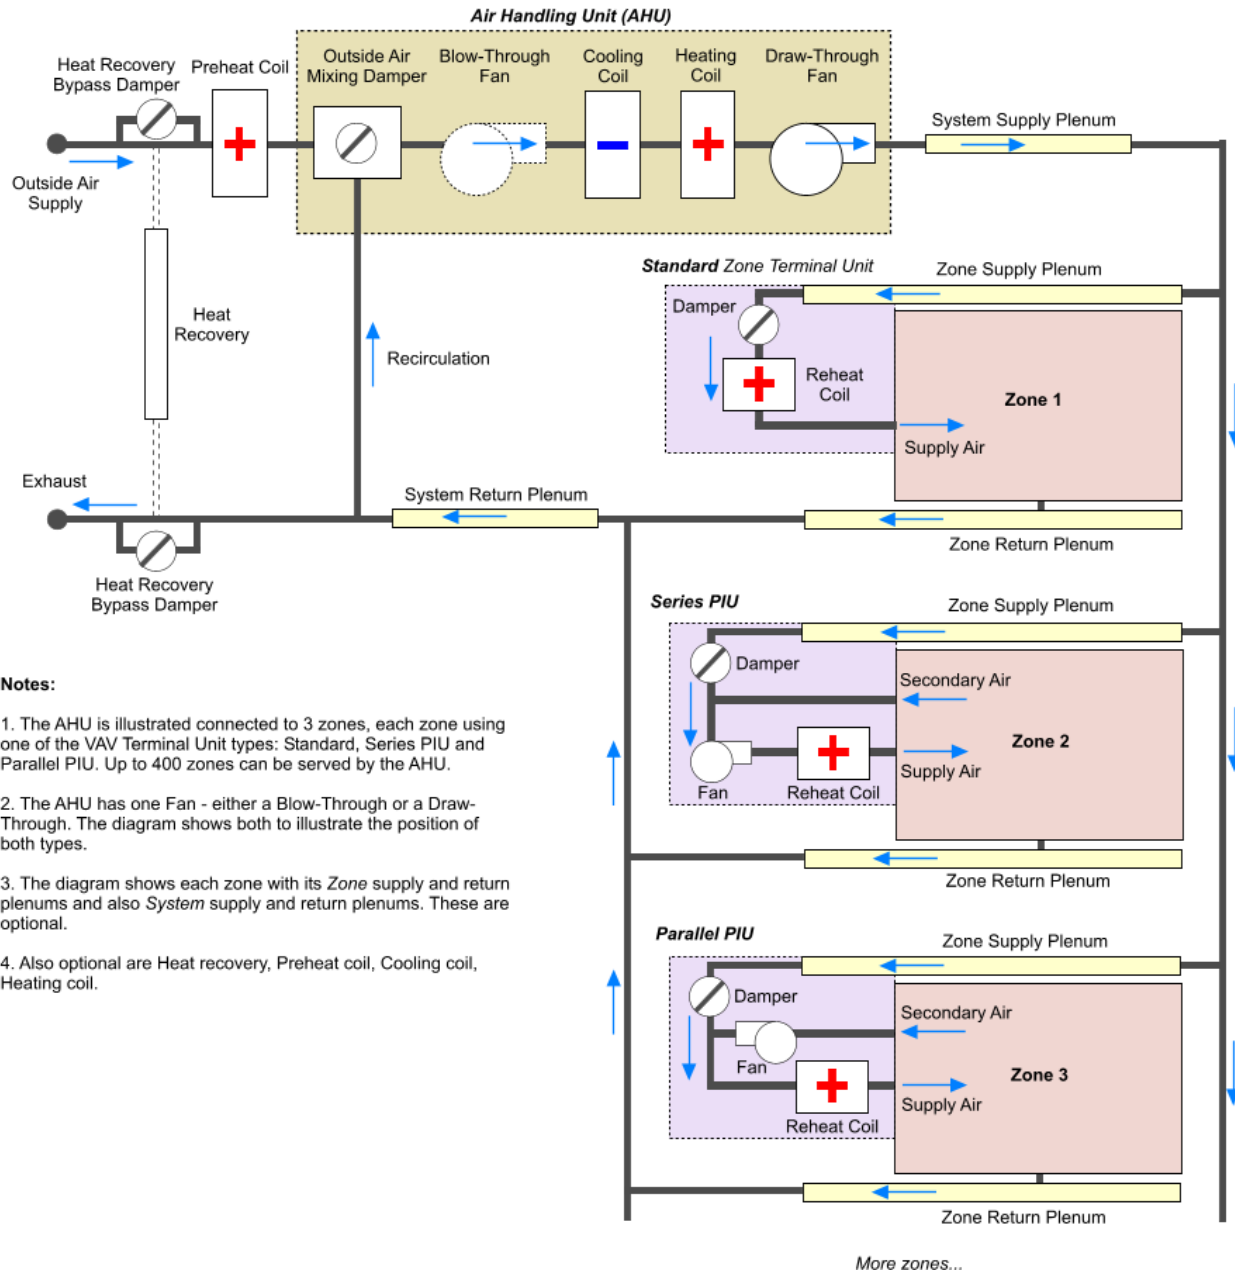 Air Handling Unit (AHU)
Heat Recovery
Bypass Damper
Preheat Coil
Outside Air
Mixing Damper
Blow-Through
Fan
Cooling
Coil
Heating
Coil
Draw-Through
Fan
System Supply Plenum
Outside Air
Supply
Standard Zone Terminal Unit
Zone Supply Plenum
Damper
Heat
Recovery
Recirculation
Reheat
Coil
Zone 1
Supply Air
Exhaust
System Return Plenum
Zone Return Plenum
Heat Recovery
Bypass Damper
Series PIU
Zone Supply Plenum
Damper
Secondary Air
Zone 2
Supply Air
Fan
Reheat Coil
Zone Return Plenum
Notes:
1. The AHU is illustrated connected to 3 zones, each zone using
one of the VAV Terminal Unit types: Standard, Series PIU and
Parallel PIU. Up to 400 zones can be served by the AHU.
2. The AHU has one Fan - either a Blow-Through or a Draw-
Through. The diagram shows both to illustrate the position of
both types.
3. The diagram shows each zone with its Zone supply and return
plenums and also System supply and return plenums. These are
optional.
4. Also optional are Heat recovery, Preheat coil, Cooling coil,
Heating coil.
Parallel PIU
Zone Supply Plenum
Damper
Secondary Air
Fan
Zone 3
Supply Air
Reheat Coil
Zone Return Plenum
More zones...